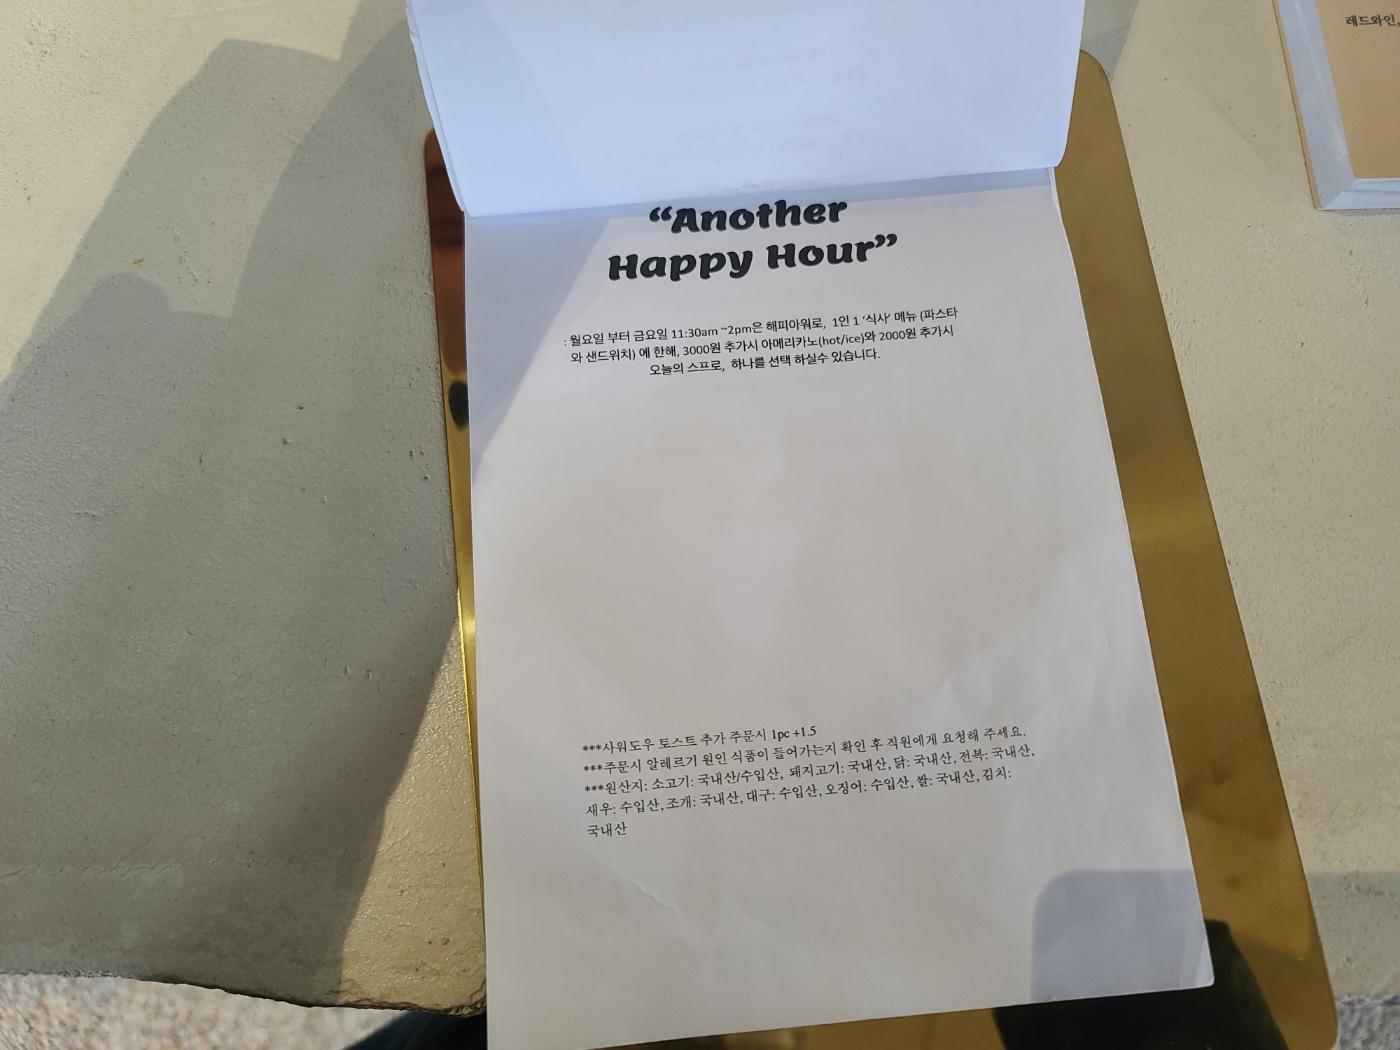 “Another
Happy Hour”
: 월요일 부터 금요일 11:30am ~2pm은 해피아워로, 1인 1 ‘식사’ 메뉴 (파스타
와 샌드위치) 에 한해, 3000원 추가시 아메리카노(hot/ice)와 2000원 추가시
오늘의 스프로, 하나를 선택 하실수 있습니다.
***사워도우 토스트 추가 주문시 1pc +1.5
***주문시 알레르기 원인 식품이 들어가는지 확인 후 직원에게 요청해 주세요.
***원산지: 소고기: 국내산/수입산, 돼지고기: 국내산, 닭: 국내산, 전복: 국내산,
새우: 수입산, 조개: 국내산, 대구: 수입산, 오징어: 수입산, 쌀: 국내산, 김치:
국내산
레드와인,